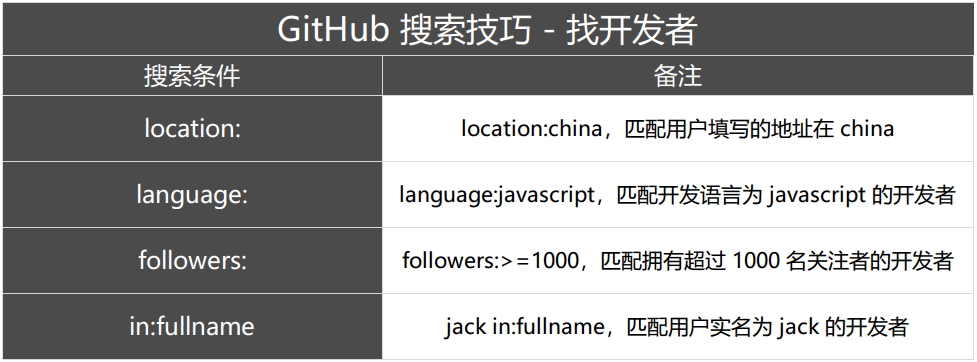 GitHub 搜索技巧 - 找开发者
搜索条件 备注
location: location:china，匹配用户填写的地址在 china
language: language:javascript，匹配开发语言为 javascript 的开发者
followers: followers:>=1000，匹配拥有超过 1000 名关注者的开发者
in:fullname jack in:fullname，匹配用户实名为 jack 的开发者